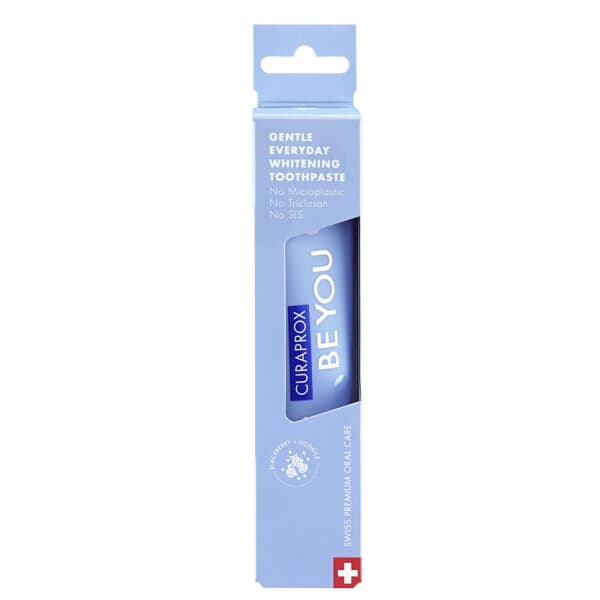 GENTLE
EVERYDAY
WHITENING
TOOTHPASTE
No Microplastic
No Triclosan
No SLS
CURAPROX
BE YOU
BLACKBERRY + LICORICE
SWISS PREMIUM ORAL CARE